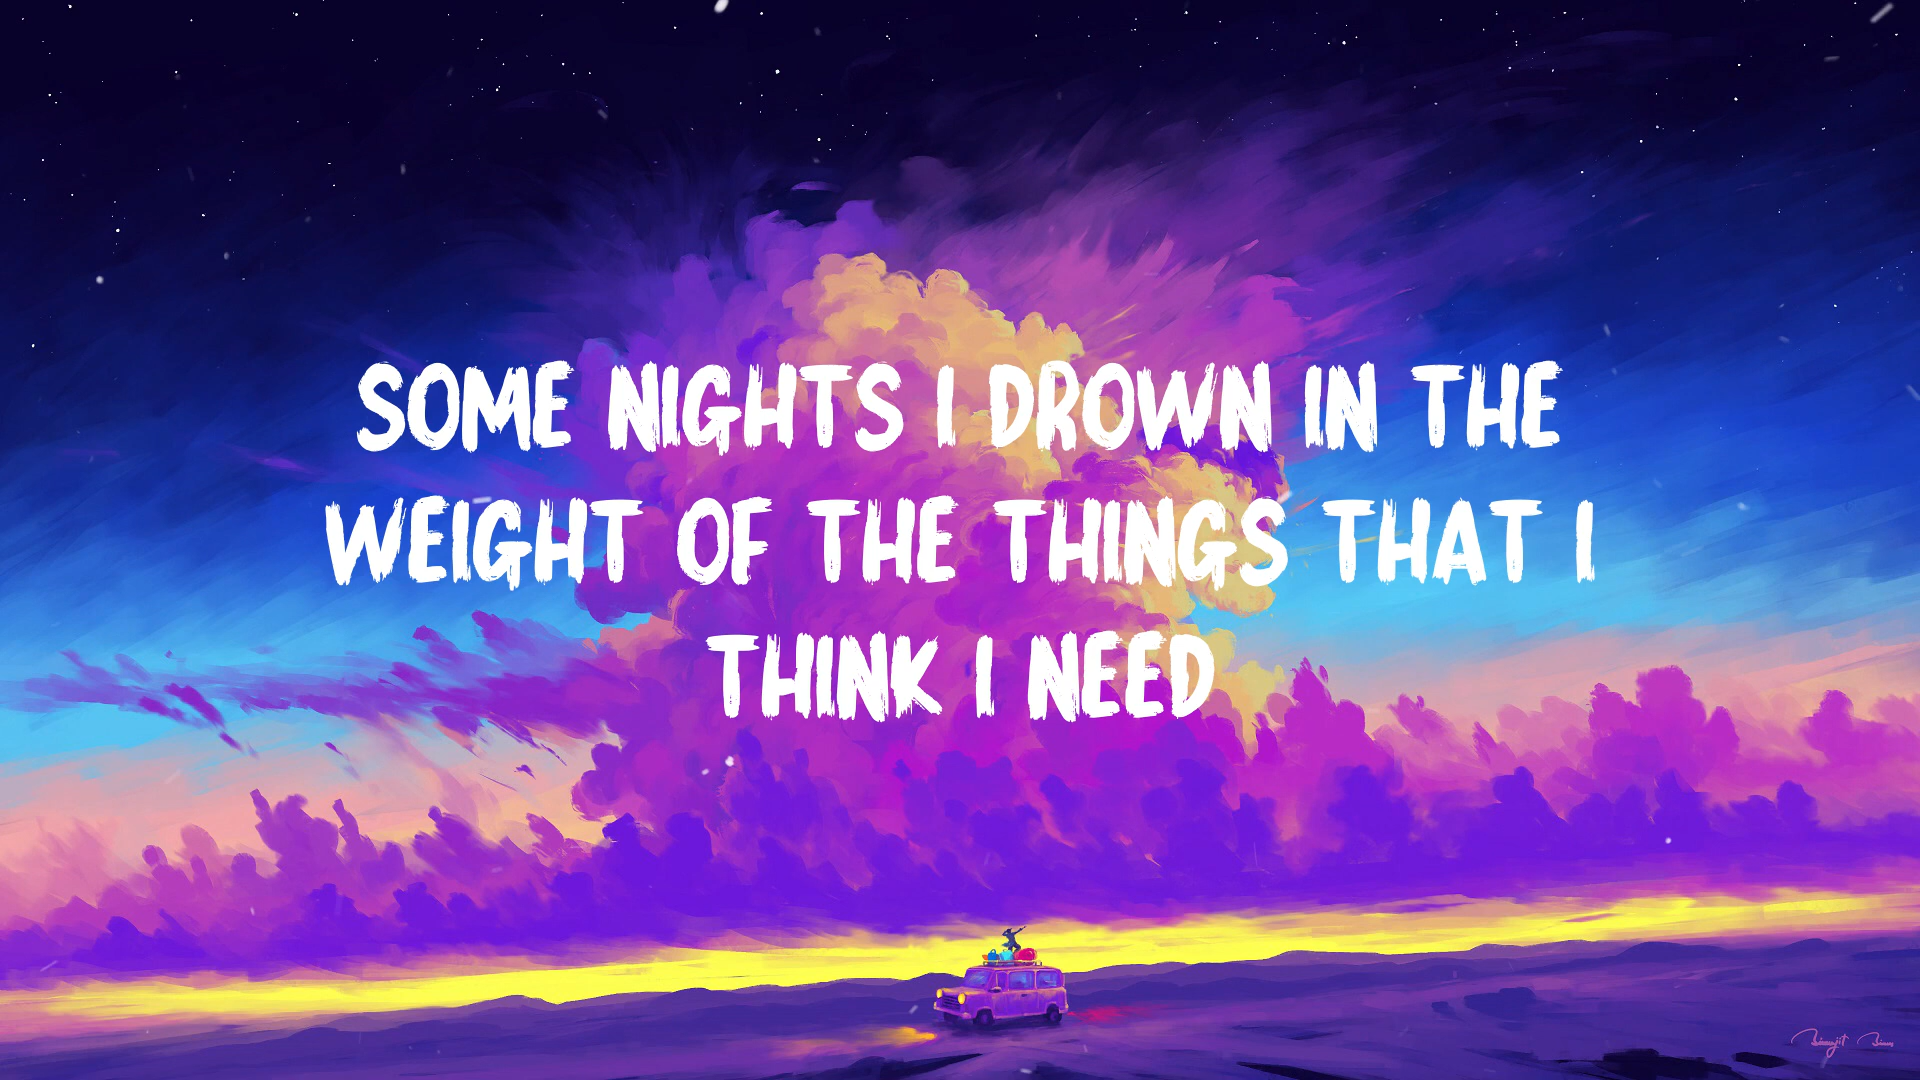 SOME NIGHTS I DROWN IN THE
WEIGHT OF THE THINGS THAT I
THINK I NEED